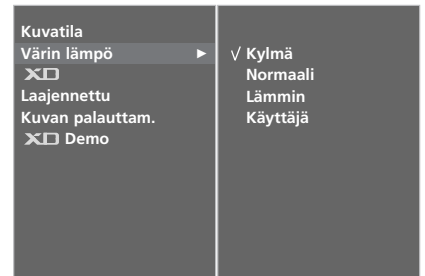 Kuvatila
Värin lämpö ►
XD
Laajennettu
Kuvan palauttam.
XD Demo
√ Kylmä
Normaali
Lämmin
Käyttäjä